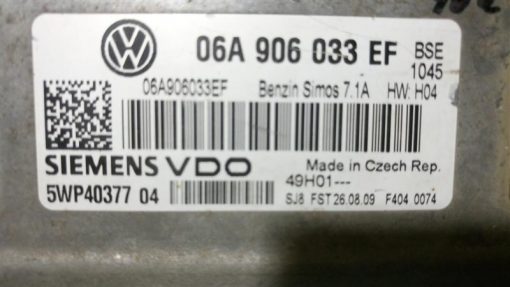 06A 906 033 EF BSE
1045
06A906033EF Benzin Simos 7.1A HW: H04
SIEMENS VDO Made in Czech Rep.
49H01---
5WP40377 04 SJ8 FST 26.08.09 F404 0074